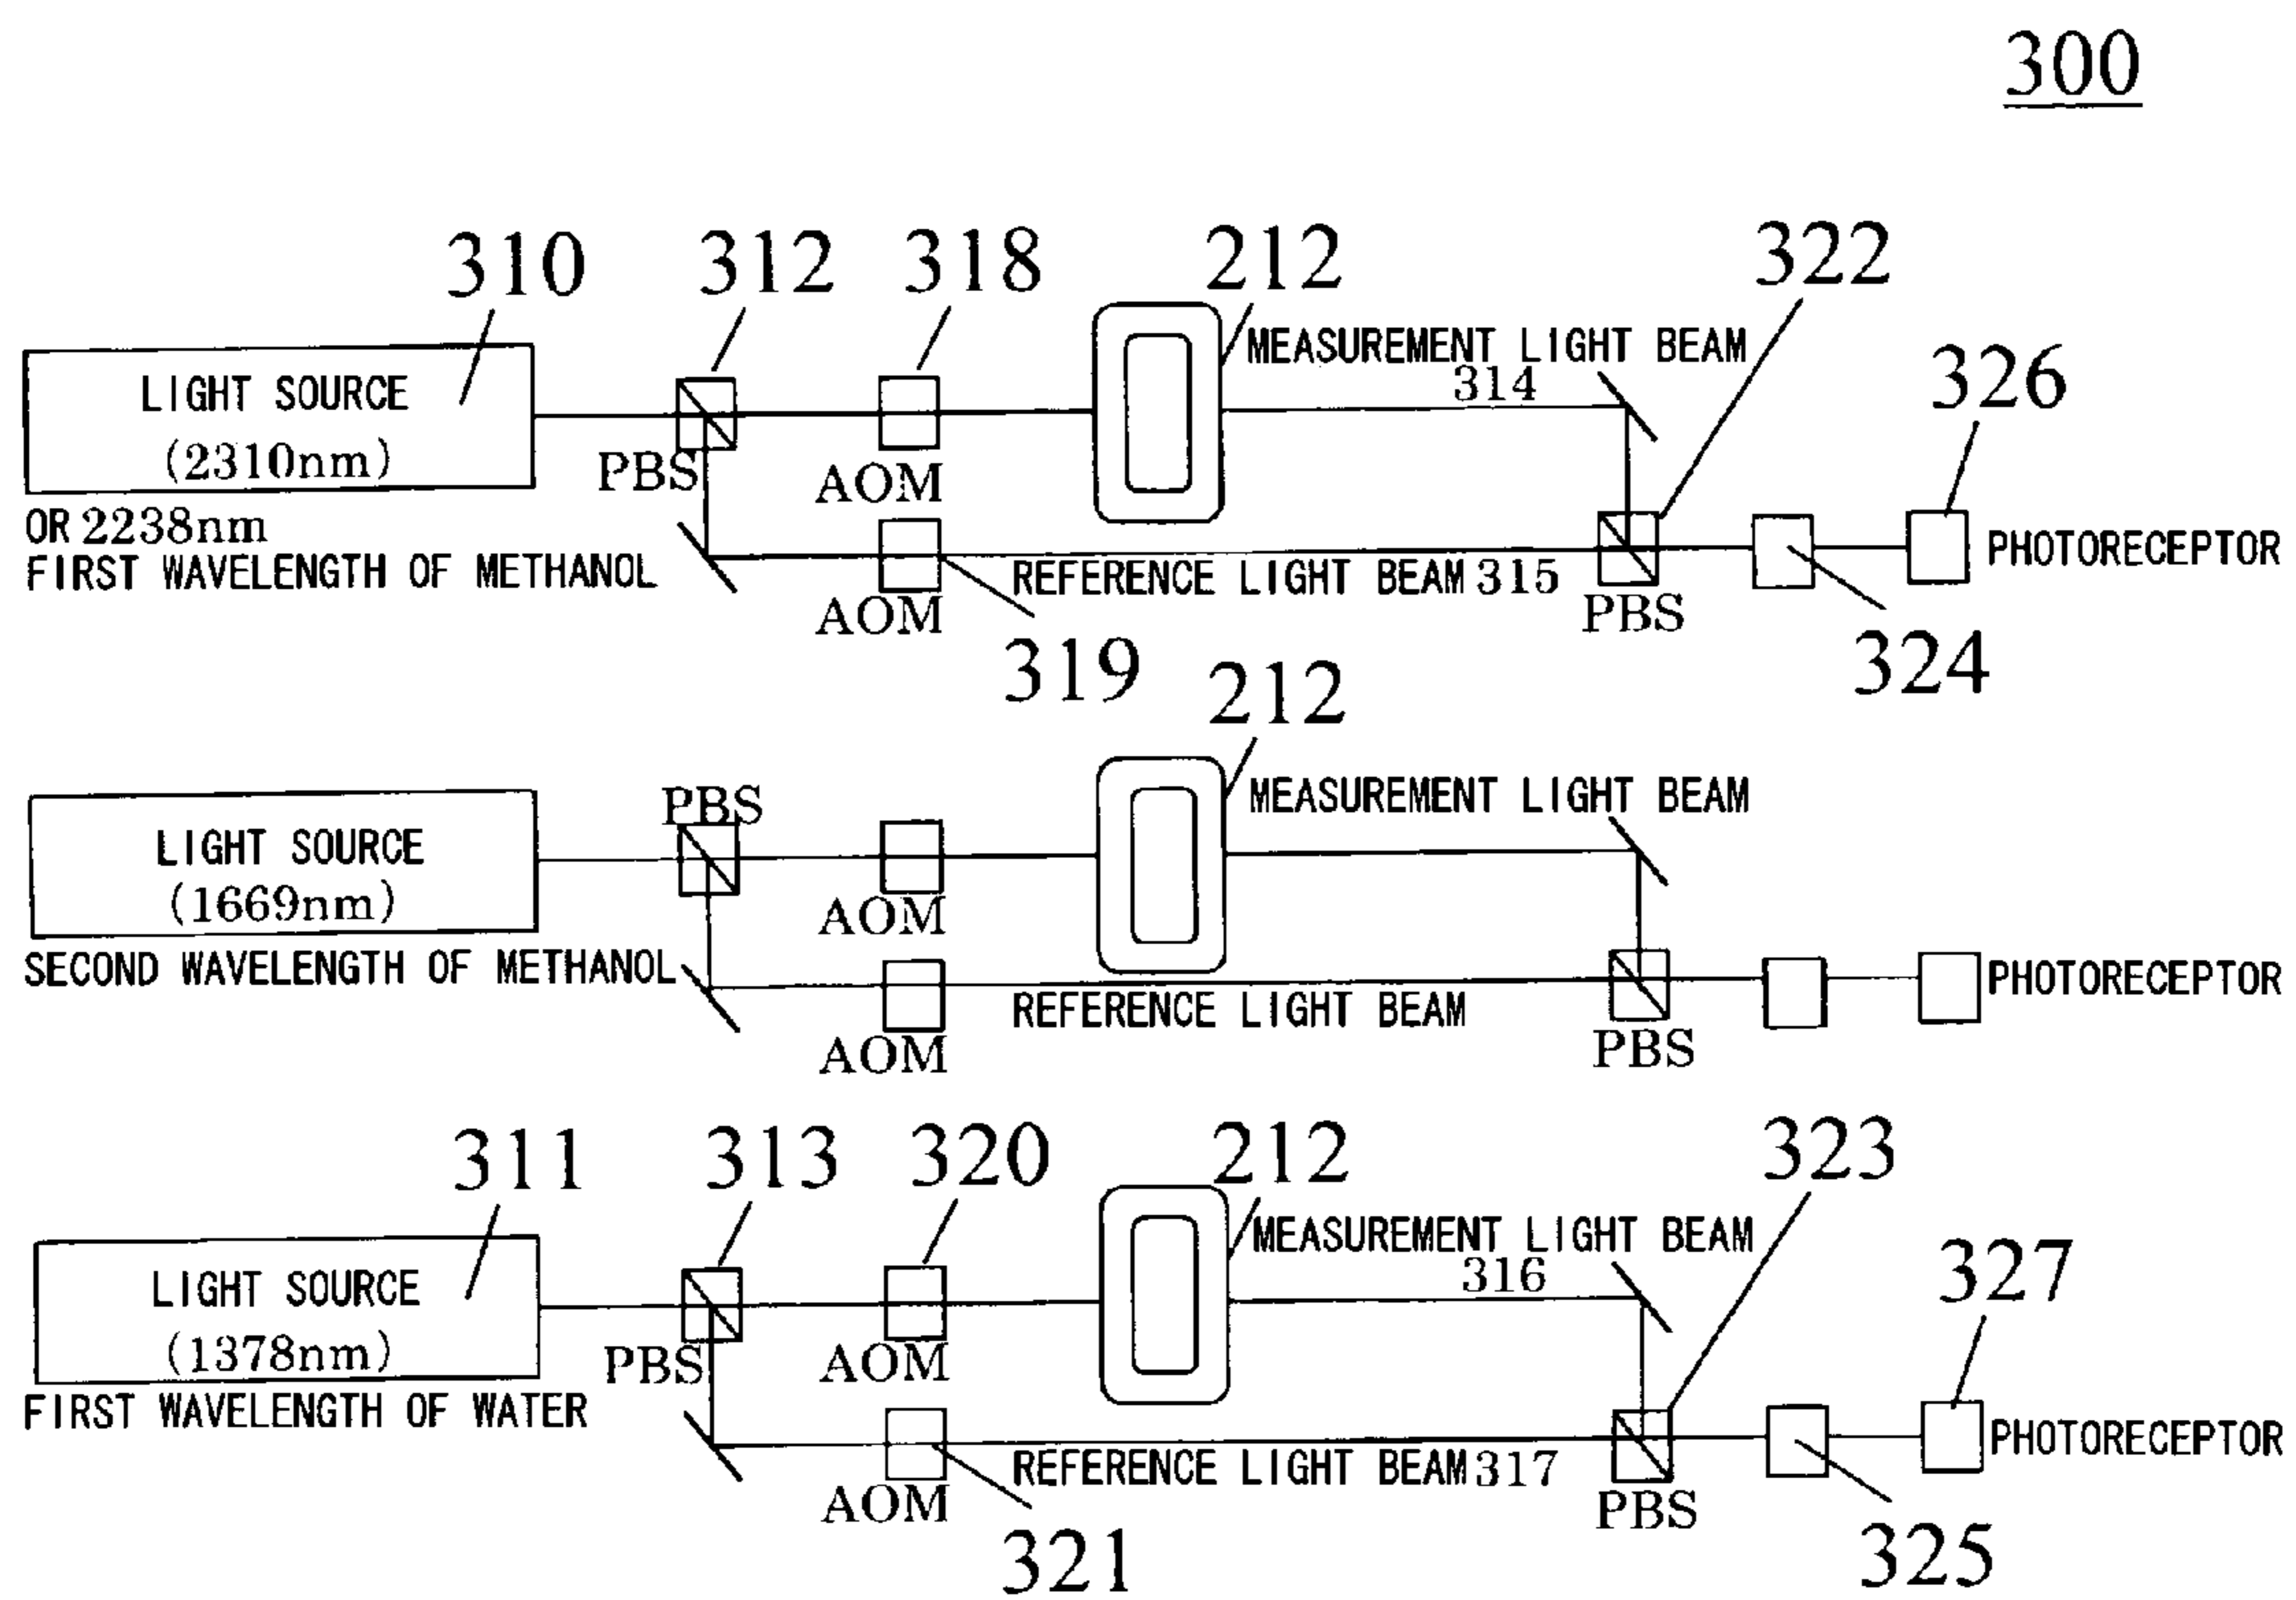 300
310 312 318 212 322
MEASUREMENT LIGHT BEAM
314
326
LIGHT SOURCE
(2310nm)
PBS AOM
OR 2238nm
FIRST WAVELENGTH OF METHANOL
REFERENCE LIGHT BEAM 315
PHOTORECEPTOR
AOM PBS
319 324
212
PBS
MEASUREMENT LIGHT BEAM
LIGHT SOURCE
(1669nm)
AOM
SECOND WAVELENGTH OF METHANOL
REFERENCE LIGHT BEAM
PHOTORECEPTOR
AOM PBS
311 313 320 212 323
MEASUREMENT LIGHT BEAM
316
327
LIGHT SOURCE
(1378nm)
PBS AOM
FIRST WAVELENGTH OF WATER
REFERENCE LIGHT BEAM 317
PHOTORECEPTOR
AOM PBS
321 325